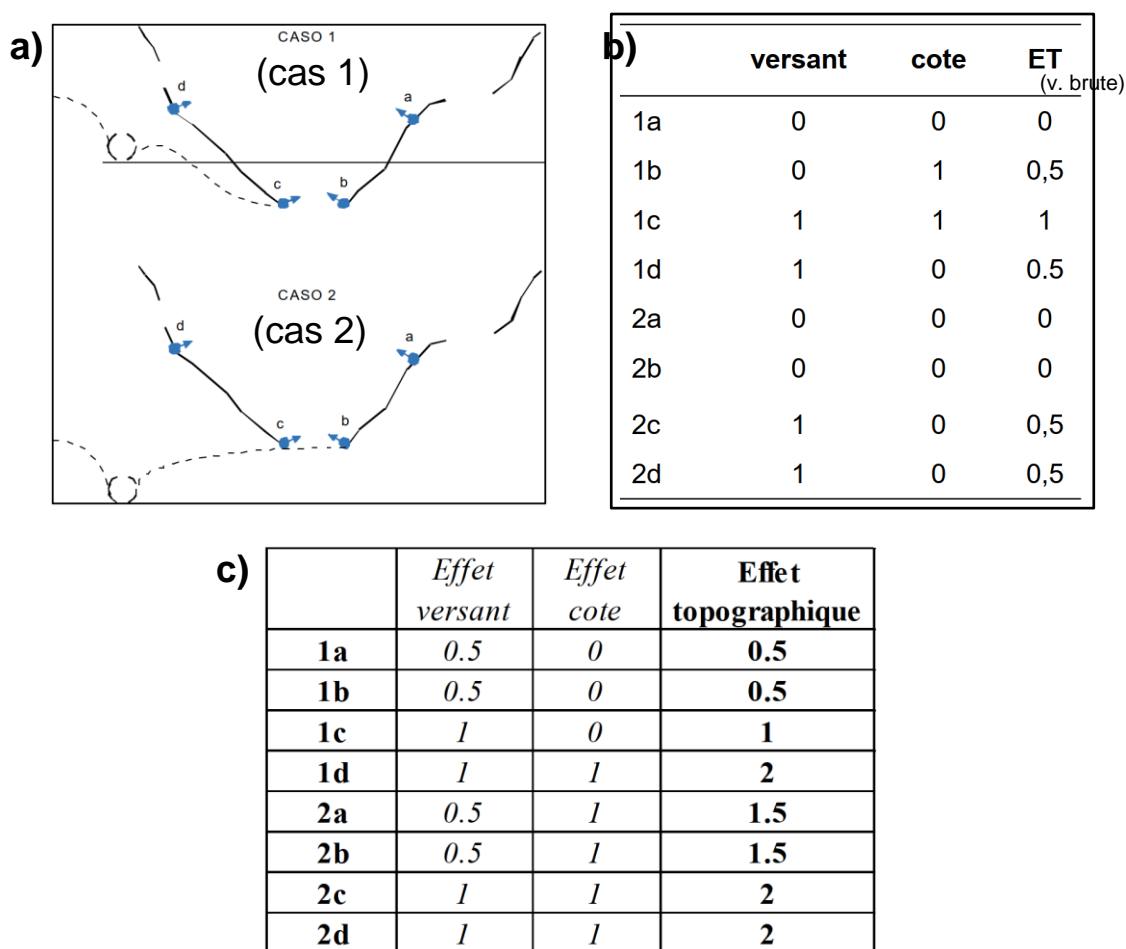 a)
CASO 1
(cas 1)
d
a
c
b
CASO 2
(cas 2)
d
a
c
b
b)
versant cote ET
(v. brute)
1a 0 0 0
1b 0 1 0,5
1c 1 1 1
1d 1 0 0.5
2a 0 0 0
2b 0 0 0
2c 1 0 0,5
2d 1 0 0,5
c)
Effet Effet Effet
versant cote topographique
1a 0.5 0 0.5
1b 0.5 0 0.5
1c 1 0 1
1d 1 1 2
2a 0.5 1 1.5
2b 0.5 1 1.5
2c 1 1 2
2d 1 1 2